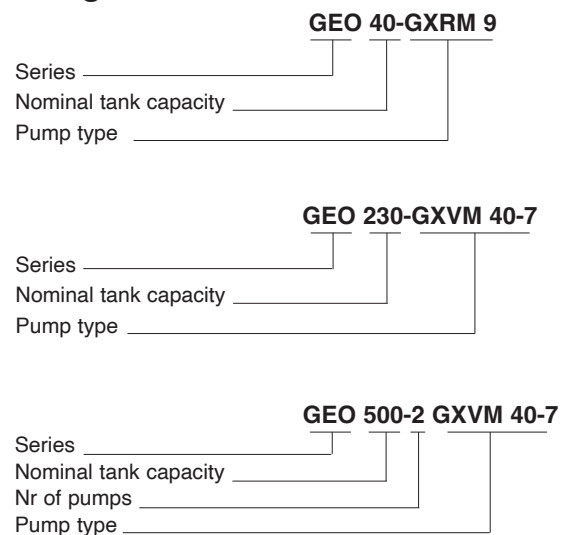 GEO 40-GXRM 9
Series
Nominal tank capacity
Pump type
GEO 230-GXVM 40-7
Series
Nominal tank capacity
Pump type
GEO 500-2 GXVM 40-7
Series
Nominal tank capacity
Nr of pumps
Pump type